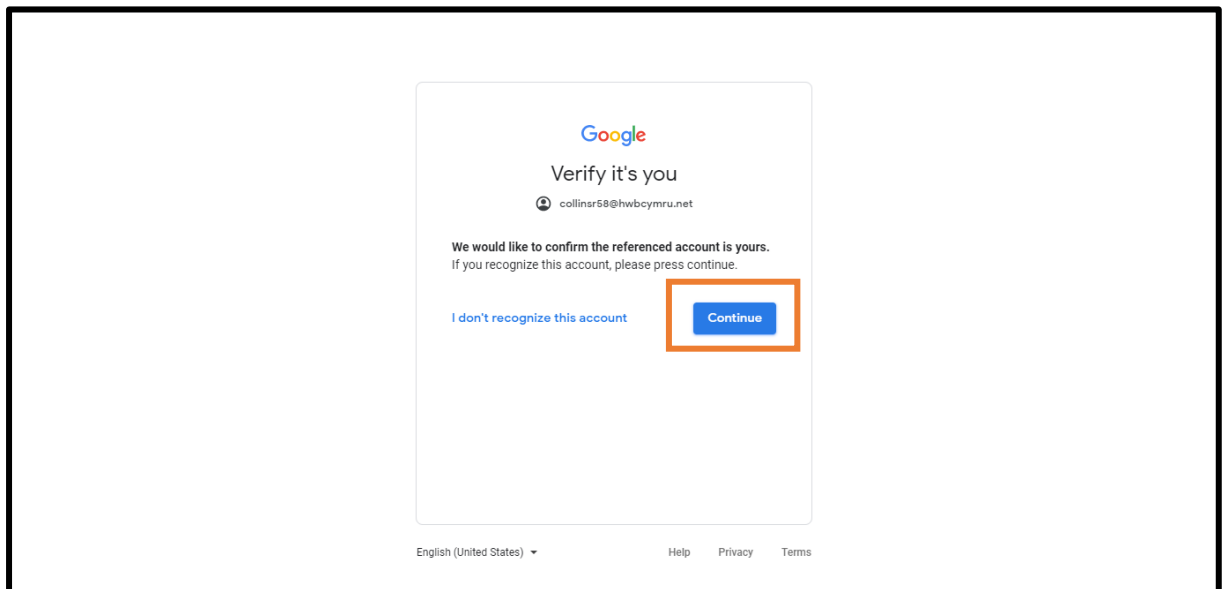 Google
Verify it's you
collinsr58@hwbcymru.net
We would like to confirm the referenced account is yours.
If you recognize this account, please press continue.
I don't recognize this account
Continue
English (United States)
Help Privacy Terms